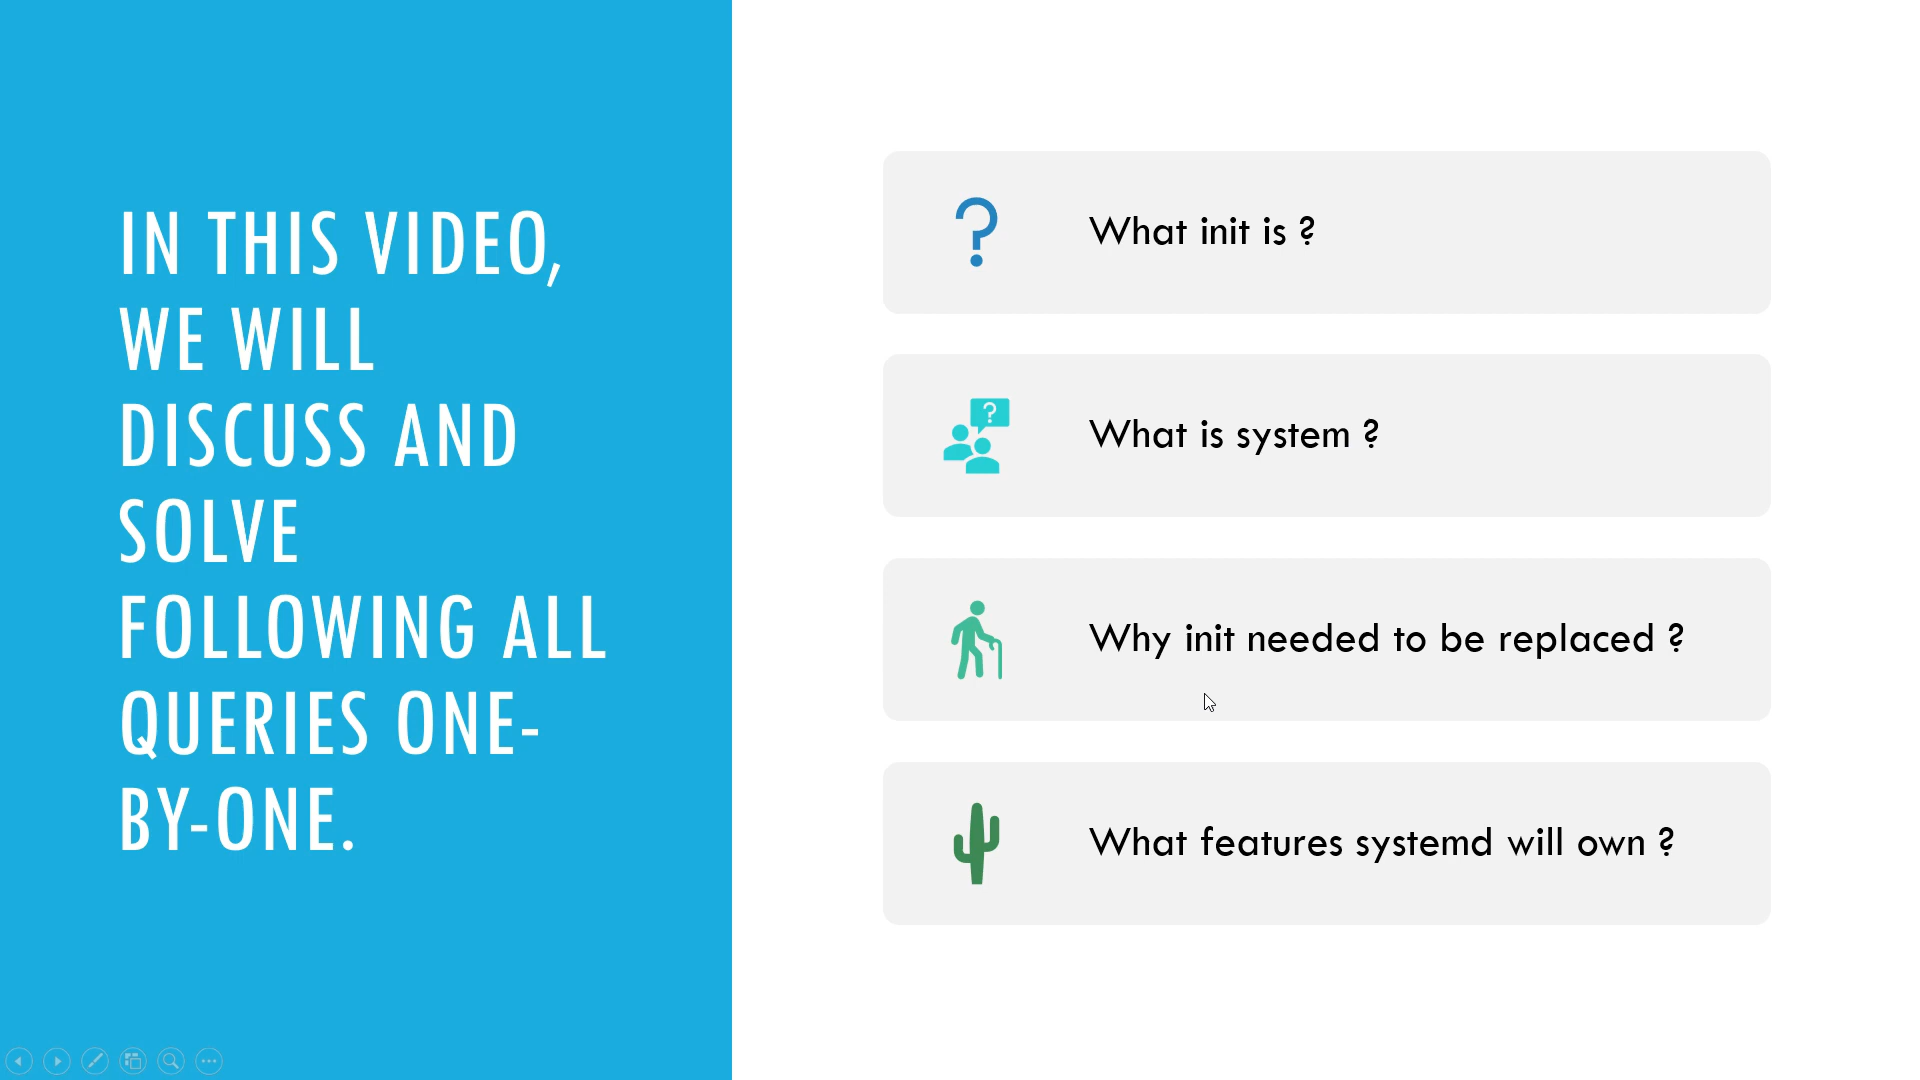 IN THIS VIDEO,
WE WILL
DISCUSS AND
SOLVE
FOLLOWING ALL
QUERIES ONE-
BY-ONE.
?
What init is ?
?
What is system ?
Why init needed to be replaced ?
What features systemd will own ?